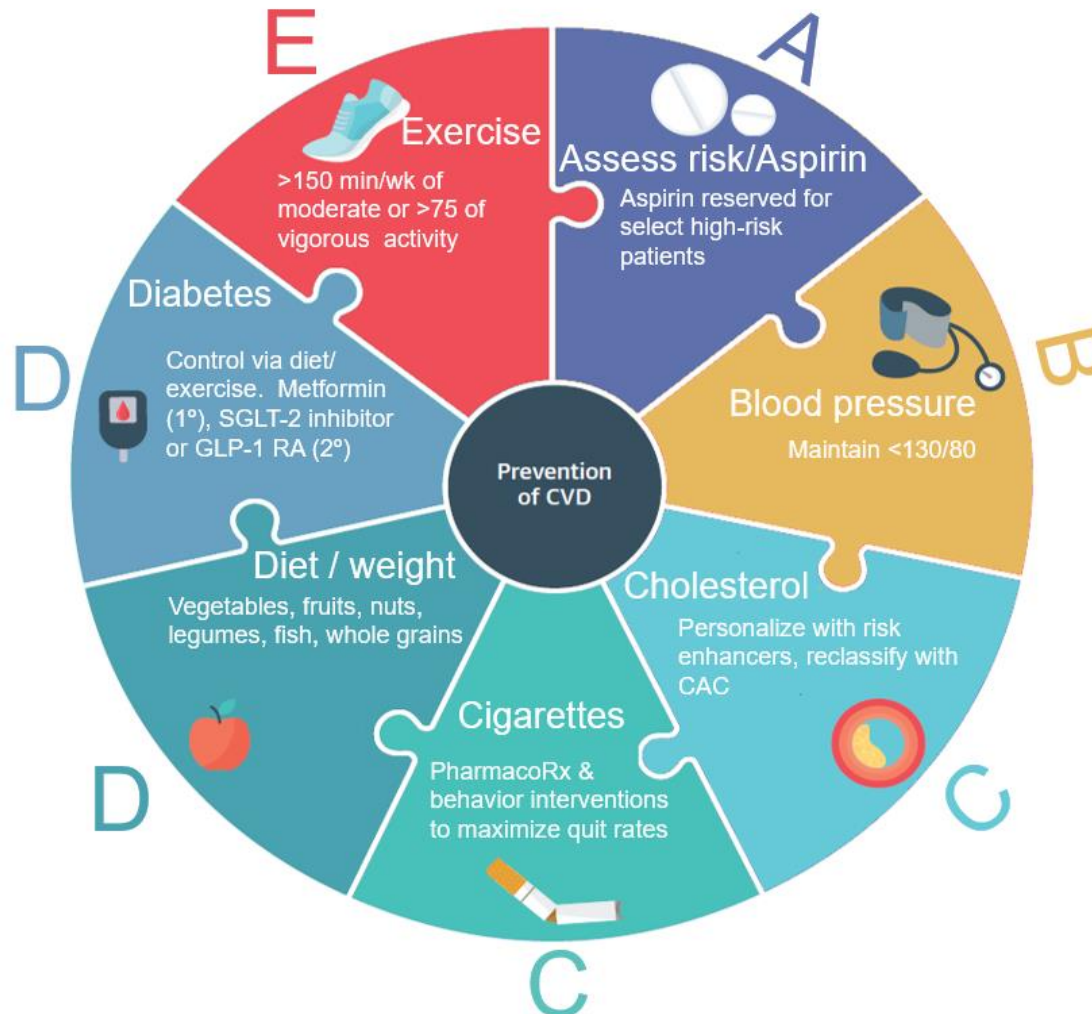 E
Exercise
>150 min/wk of
moderate or >75 of
vigorous activity
A
Assess risk/Aspirin
Aspirin reserved for
select high-risk
patients
B
Blood pressure
Maintain <130/80
C
Cholesterol
Personalize with risk
enhancers, reclassify with
CAC
C
Cigarettes
PharmacoRx &
behavior interventions
to maximize quit rates
D
Diet / weight
Vegetables, fruits, nuts,
legumes, fish, whole grains
D
Diabetes
Control via diet/
exercise. Metformin
(1º), SGLT-2 inhibitor
or GLP-1 RA (2º)
Prevention
of CVD